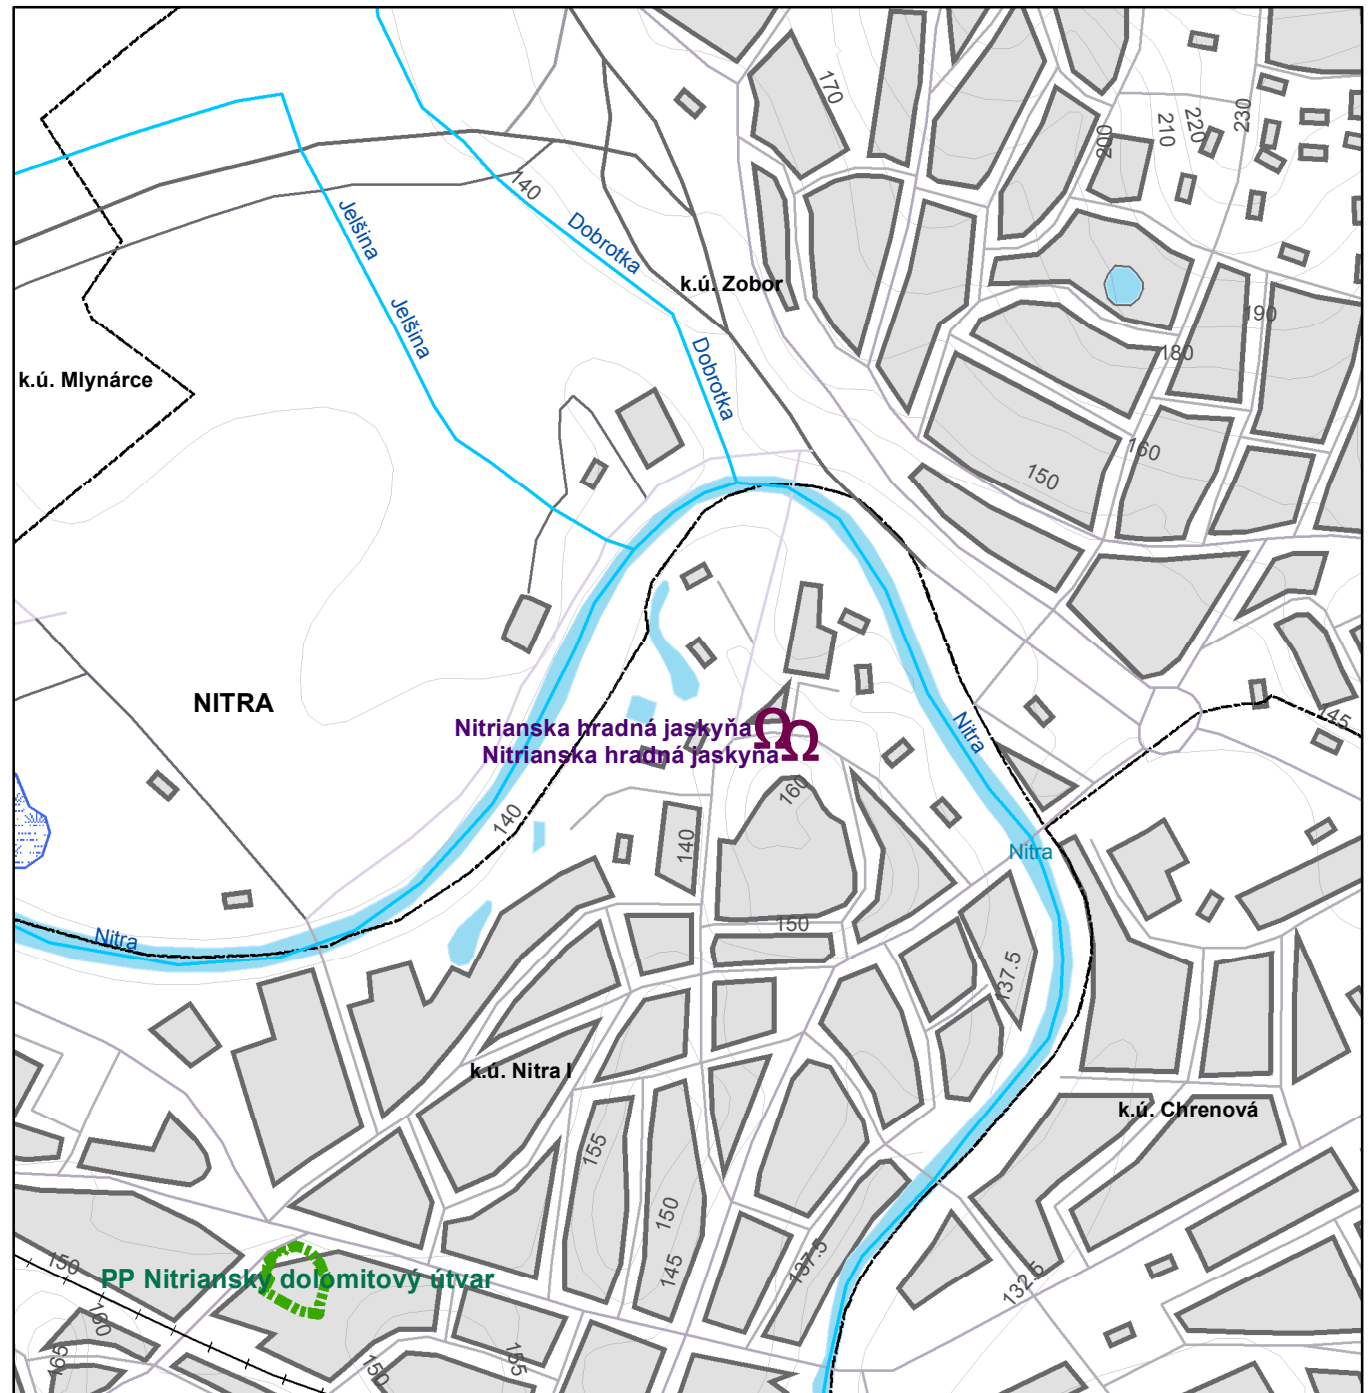 170
200
210
220
230
140
Jelšina
Dobrotka
k.ú. Zobor
190
Jelšina
180
Dobrotka
k.ú. Mlynárce
160
150
NITRA
Nitrianska hradná jaskyňa
Nitrianska hradná jaskyňa
Nitra
45
160
140
140
Nitra
150
Nitra
137.5
k.ú. Nitra I
k.ú. Chrenová
155
150
150
145
137.5
132.5
PP Nitriansky dolomitový útvar
160
165
150
155